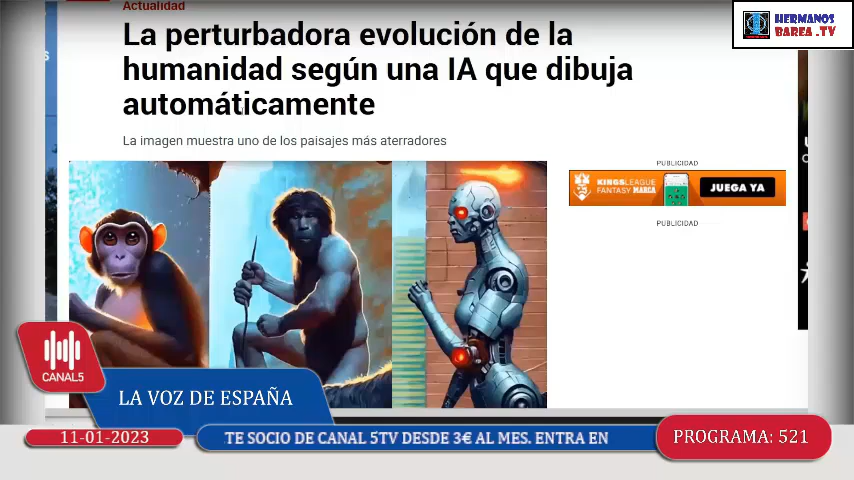 Actualidad
HERMANOS
BAREA .TV
La perturbadora evolución de la
humanidad según una IA que dibuja
automáticamente
La imagen muestra uno de los paisajes más aterradores
PUBLICIDAD
KINGS LEAGUE
FANTASY MARCA
JUEGA YA
PUBLICIDAD
CANAL5
LA VOZ DE ESPAÑA
11-01-2023
TE SOCIO DE CANAL 5TV DESDE 3€ AL MES. ENTRA EN
PROGRAMA: 521